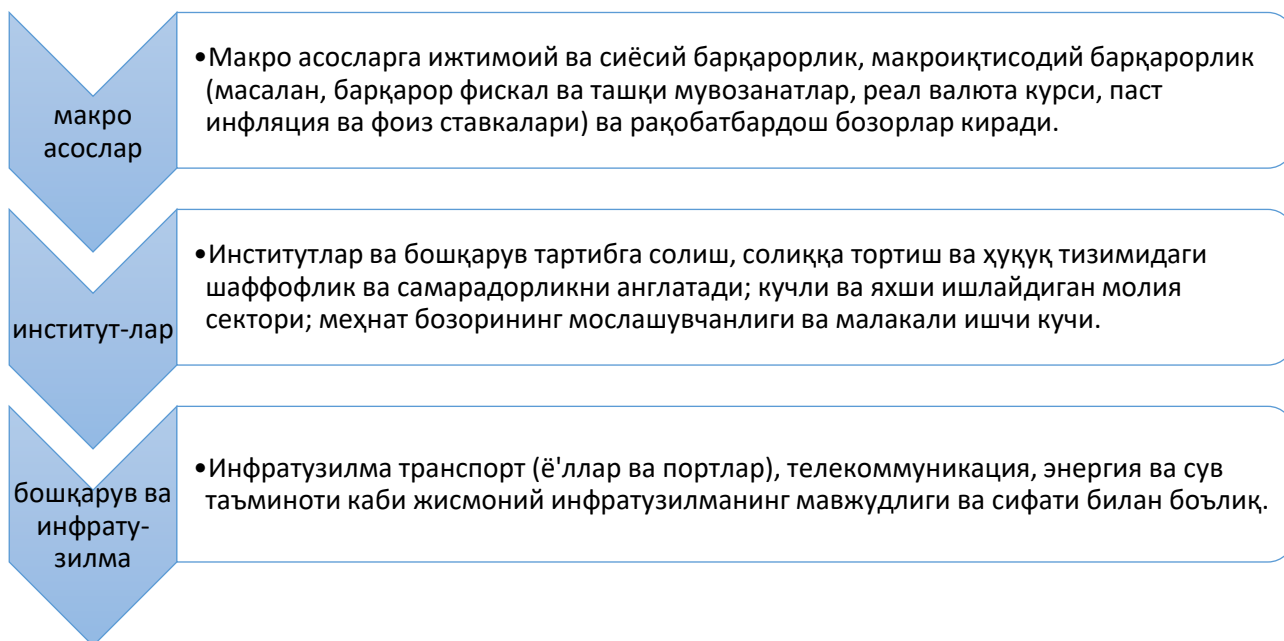 макро
асослар
•Макро асосларга ижтимоий ва сиёсий барқарорлик, макроиқтисодий барқарорлик
(масалан, барқарор фискал ва ташқи мувозанатлар, реал валюта курси, паст
инфляция ва фоиз ставкалари) ва рақобатбардош бозорлар киради.
институт-лар
•Институтлар ва бошқарув тартибга солиш, солиққа тортиш ва ҳуқуқ тизимидаги
шаффофлик ва самарадорликни англатади; кучли ва яхши ишлайдиган молия
сектори; меҳнат бозорининг мослашувчанлиги ва малакали ишчи кучи.
бошқарув ва
инфрату-
зилма
•Инфратузилма транспорт (ё'ллар ва портлар), телекоммуникация, энергия ва сув
таъминоти каби жисмоний инфратузилманинг мавжудлиги ва сифати билан боълиқ.